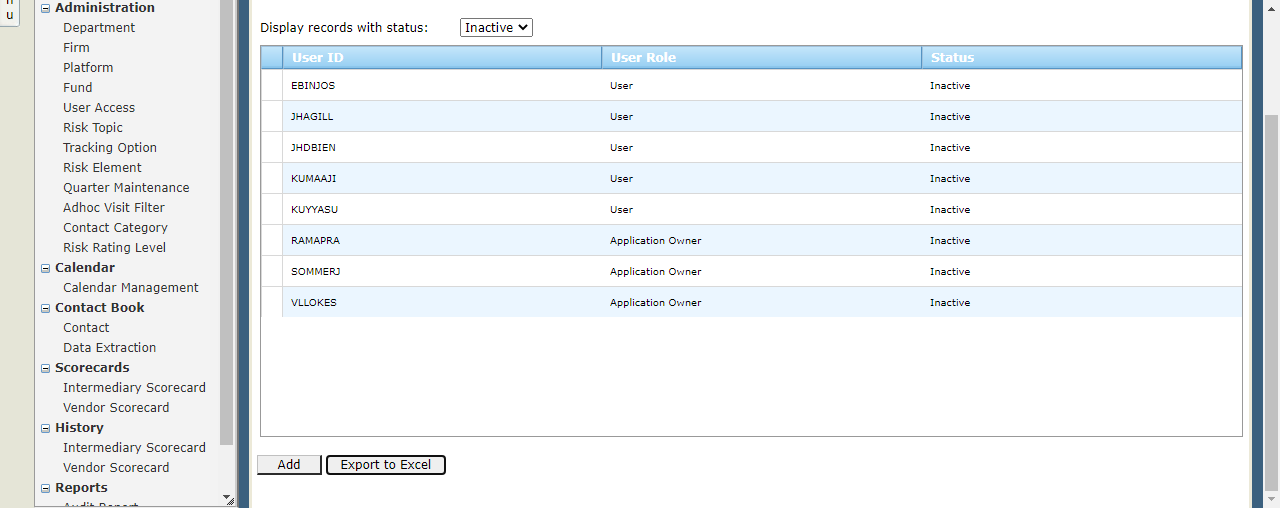 n
u
Administration
Department
Firm
Platform
Fund
User Access
Risk Topic
Tracking Option
Risk Element
Quarter Maintenance
Adhoc Visit Filter
Contact Category
Risk Rating Level
Calendar
Calendar Management
Contact Book
Contact
Data Extraction
Scorecards
Intermediary Scorecard
Vendor Scorecard
History
Intermediary Scorecard
Vendor Scorecard
Reports
Audit Report
Display records with status: Inactive
User ID User Role Status
EBINJOS User Inactive
JHAGILL User Inactive
JHDBIEN User Inactive
KUMAAJI User Inactive
KUYYASU User Inactive
RAMAPRA Application Owner Inactive
SOMMERJ Application Owner Inactive
VLLOKES Application Owner Inactive
Add Export to Excel